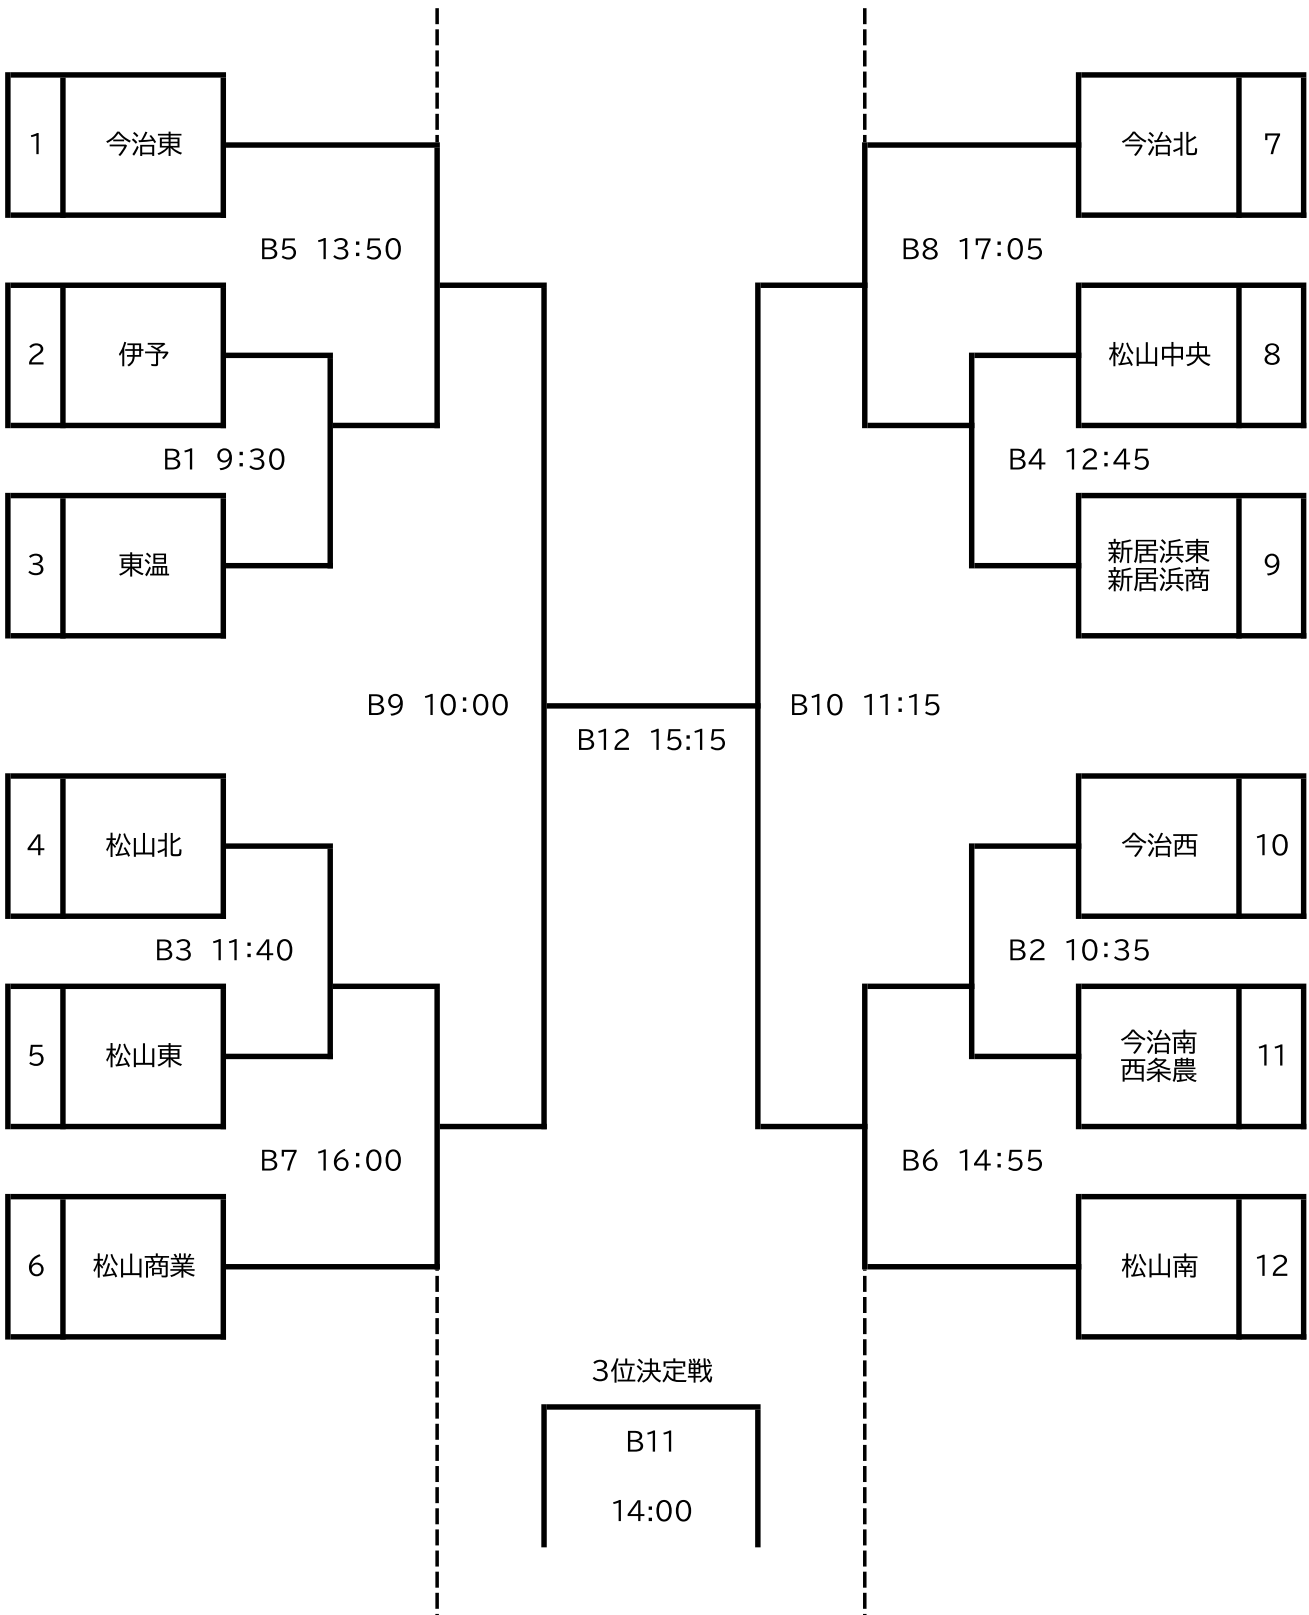 1 今治東
今治北 7
B5 13:50
B8 17:05
2 伊予
松山中央 8
B1 9:30
B4 12:45
3 東温
新居浜東
新居浜商 9
B9 10:00
B10 11:15
B12 15:15
4 松山北
今治西 10
B3 11:40
B2 10:35
5 松山東
今治南
西条農 11
B7 16:00
B6 14:55
6 松山商業
松山南 12
3位決定戦
B11
14:00